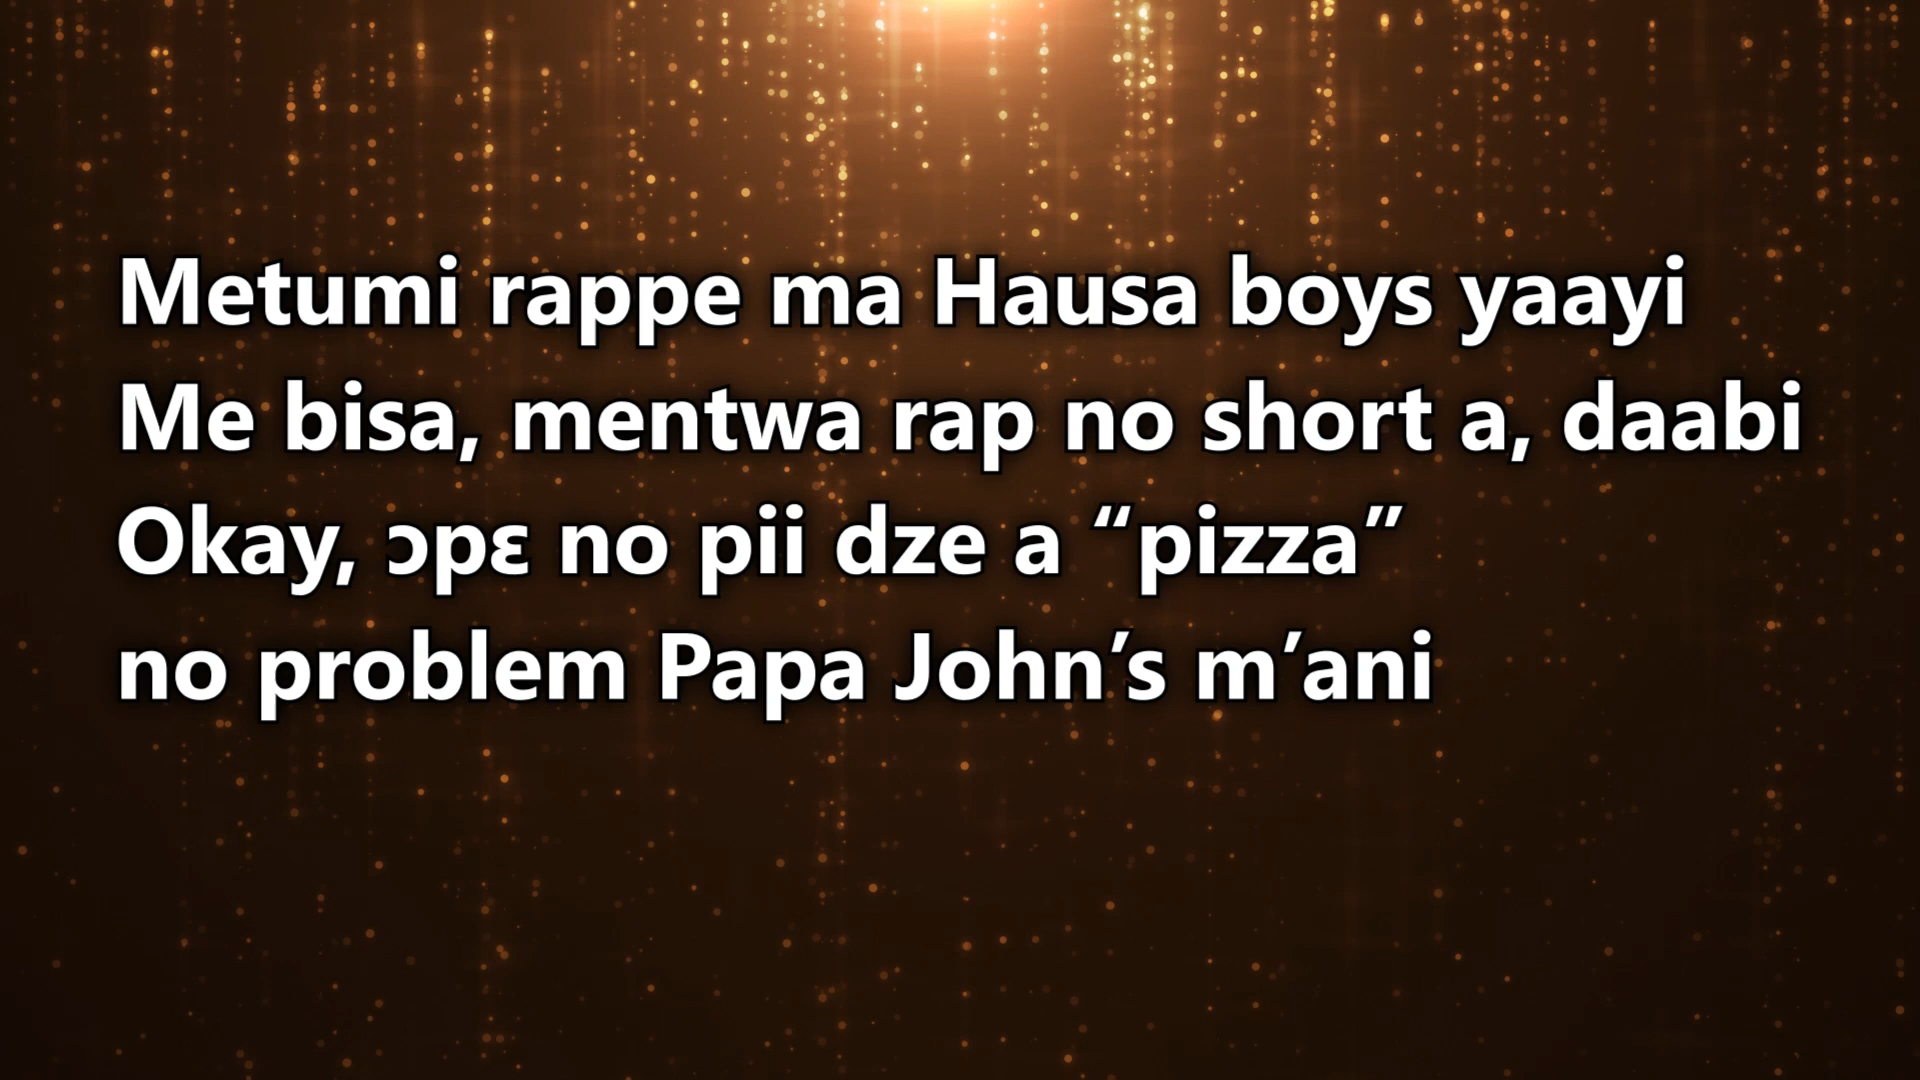 Metumi rappe ma Hausa boys yaayi
Me bisa, mentwa rap no short a, daabi
Okay, ɔpɛ no pii dze a “pizza”
no problem Papa John’s m’ani